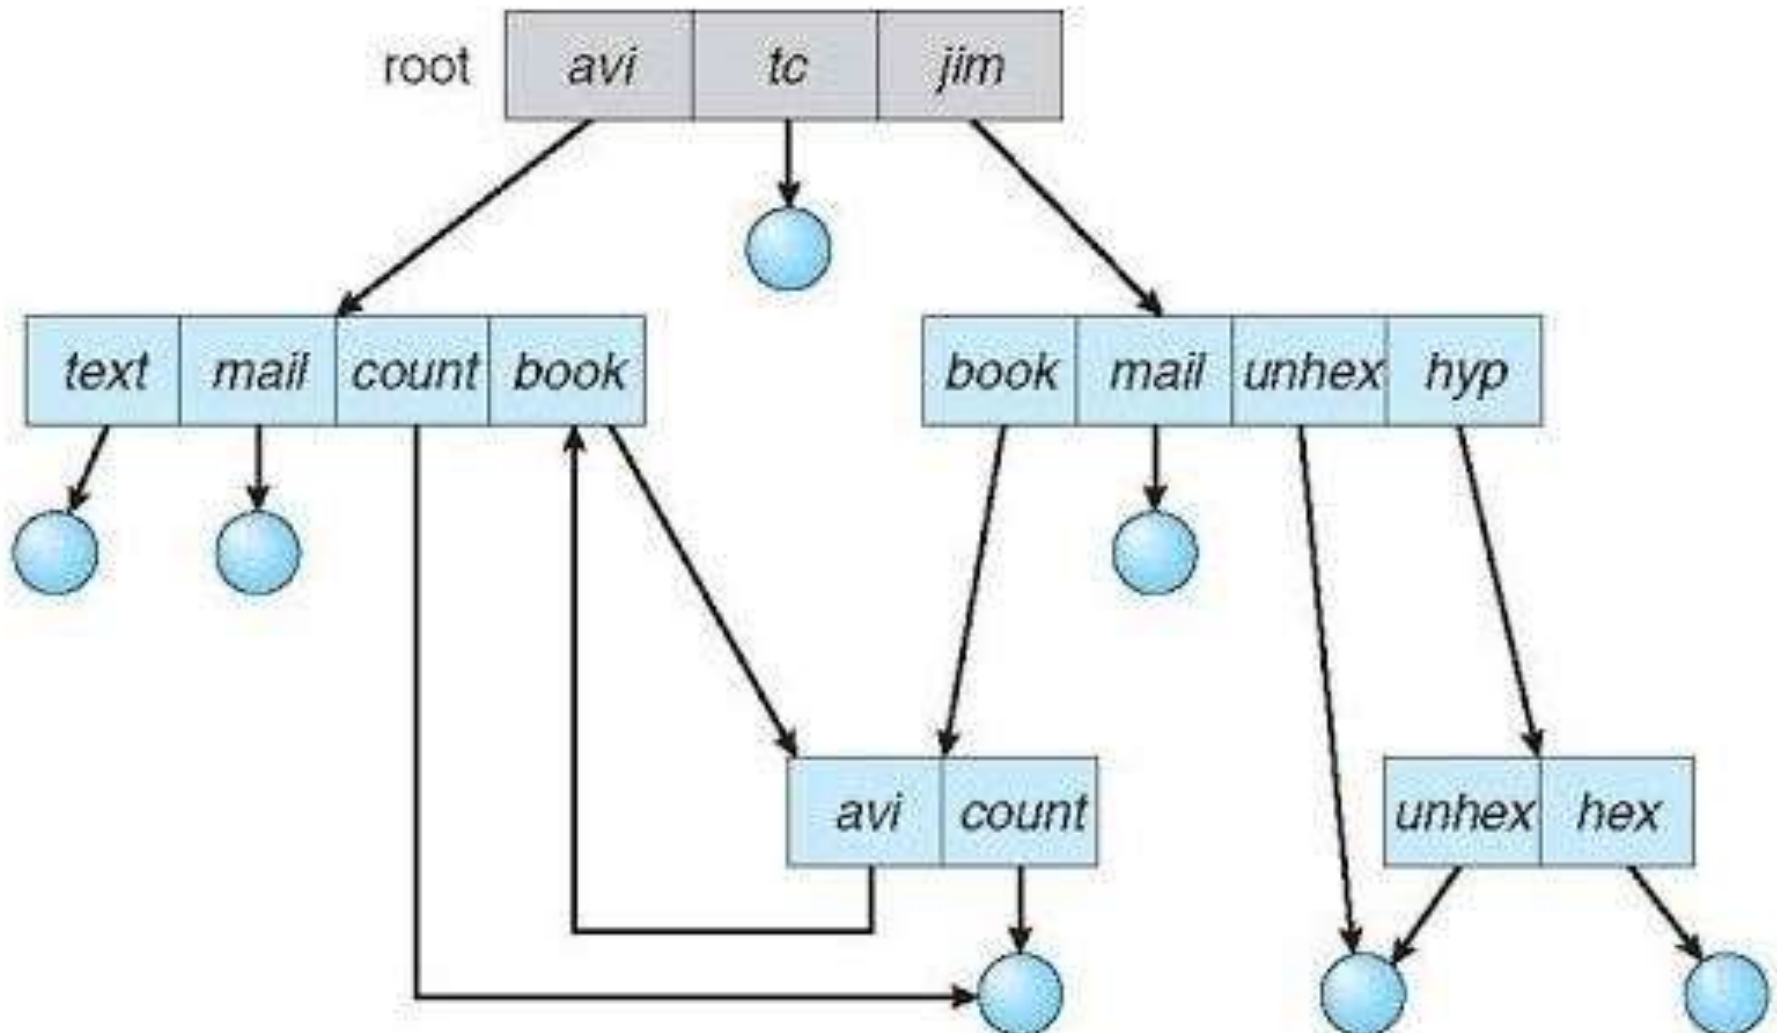 root avi tc jim
text mail count book
book mail unhex hyp
avi count
unhex hex